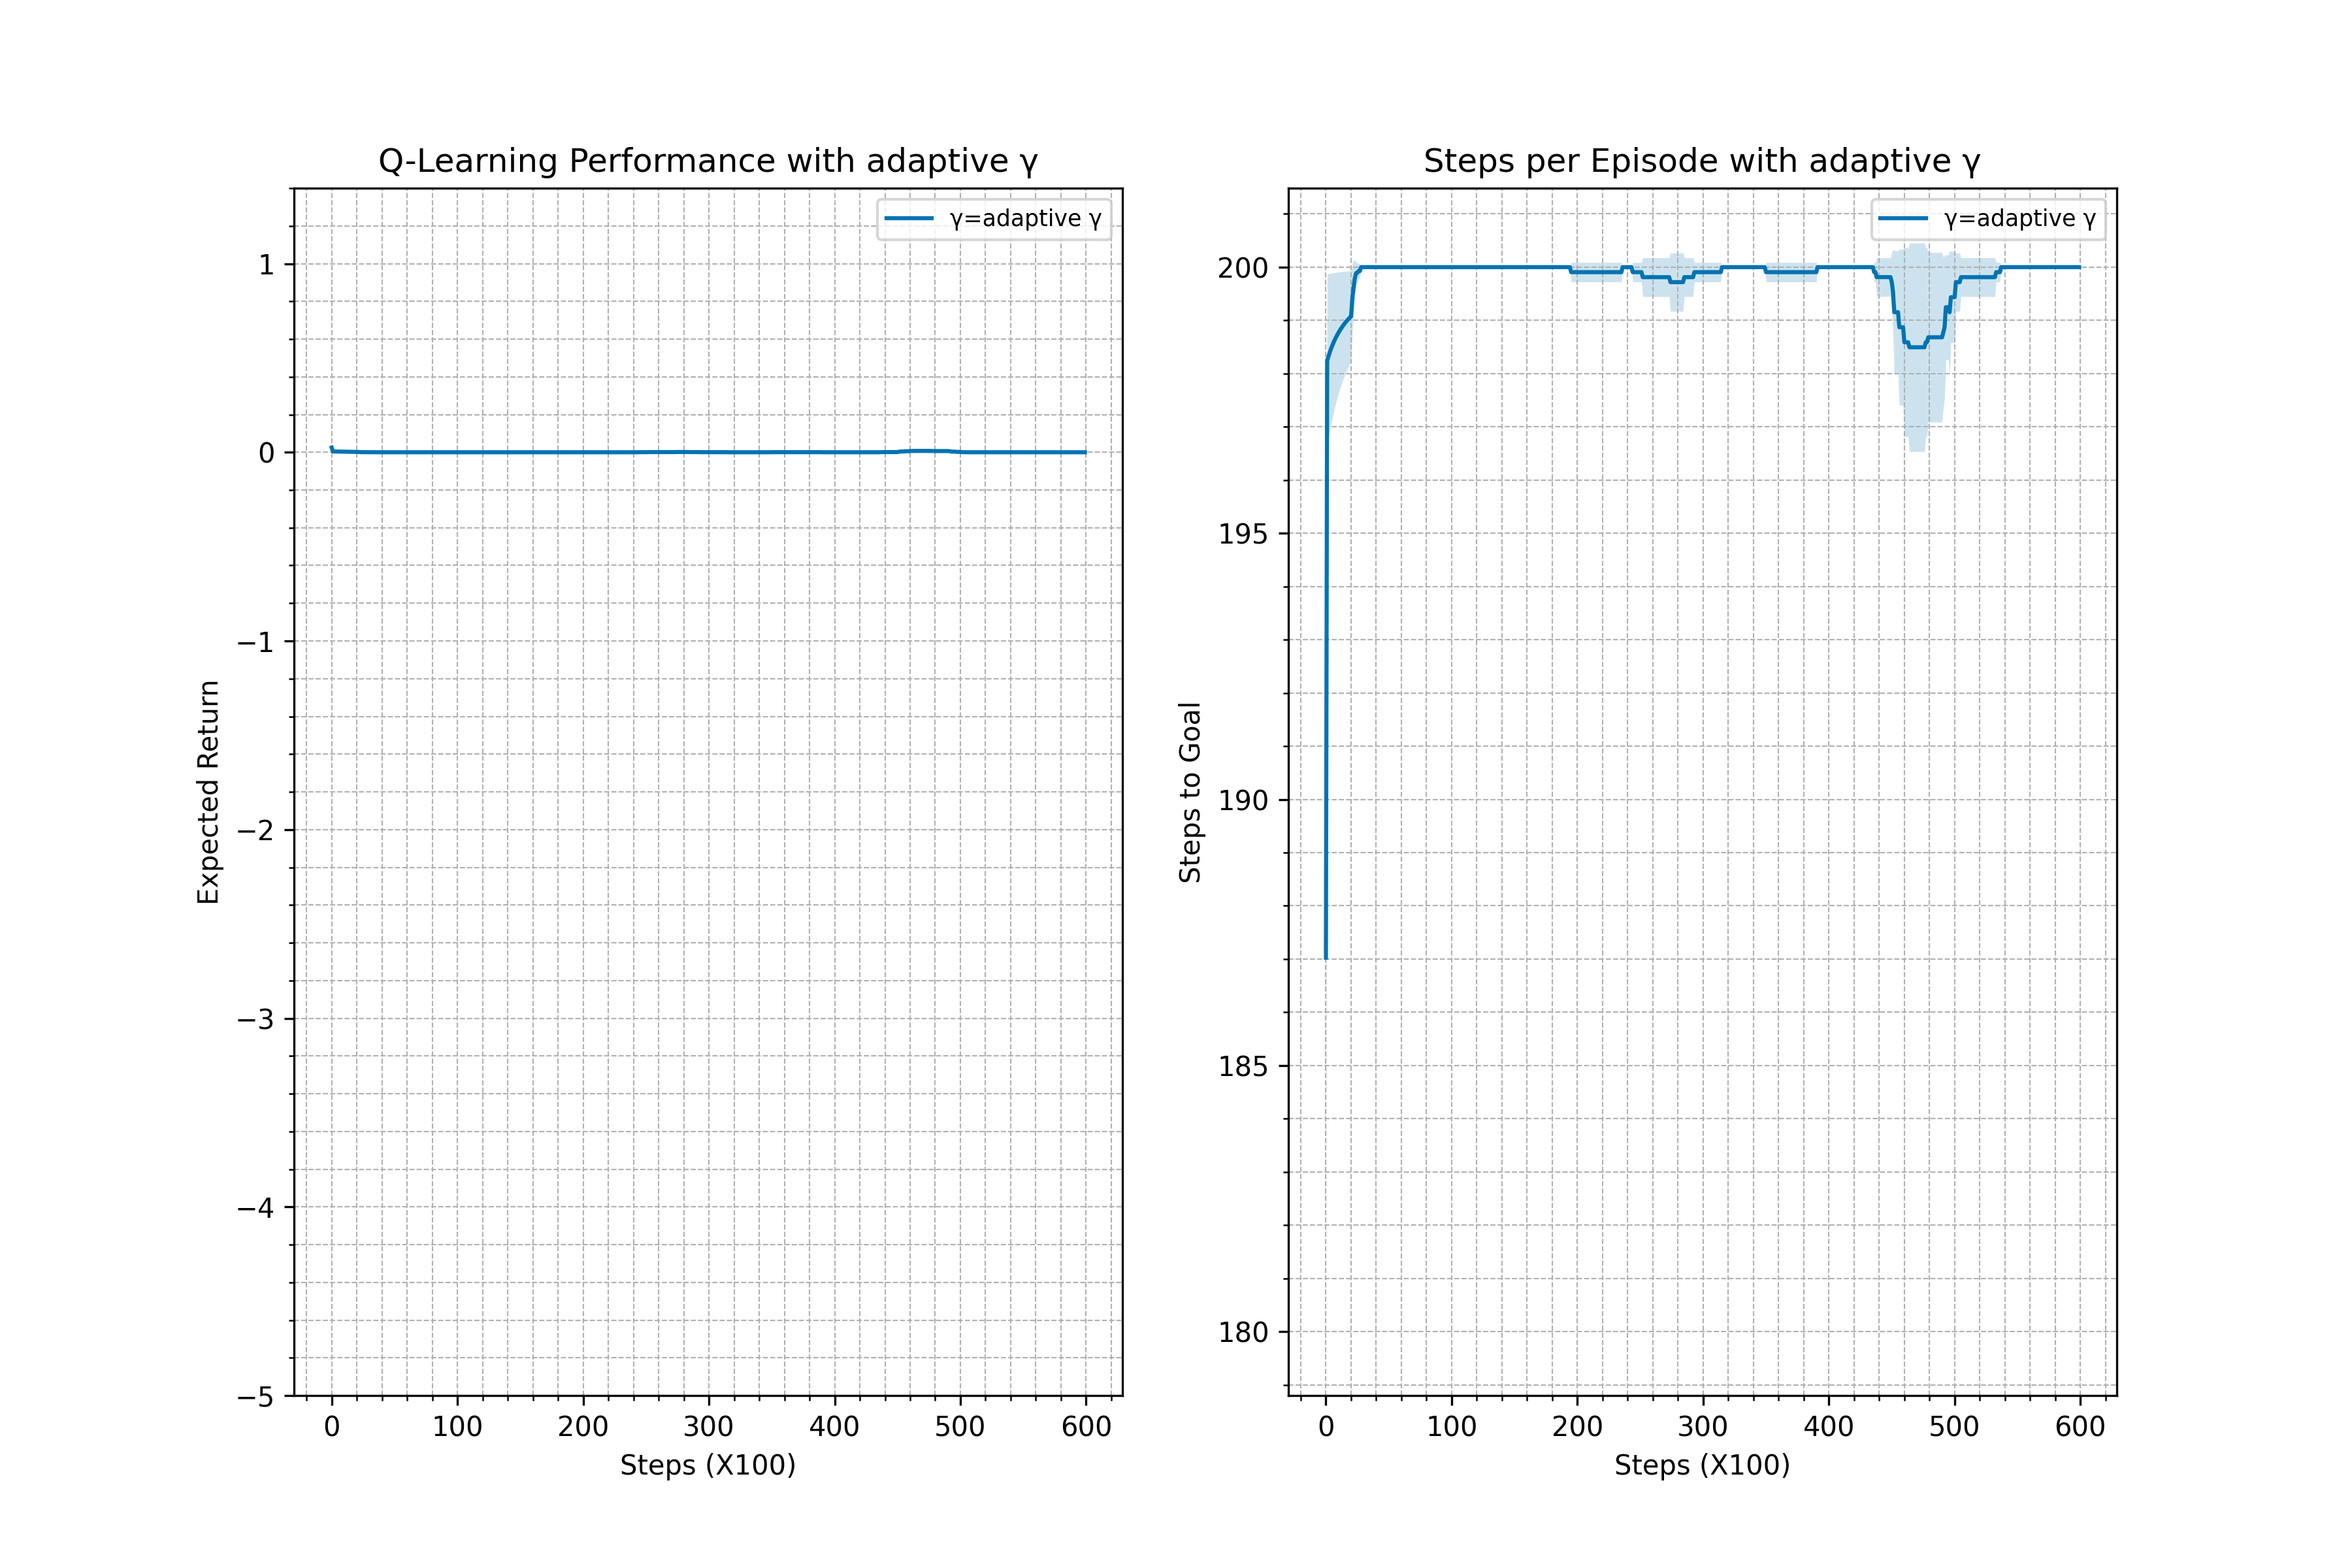 Q-Learning Performance with adaptive γ
γ=adaptive γ
1
0
−1
−2
−3
−4
−5
Expected Return
0 100 200 300 400 500 600
Steps (X100)
Steps per Episode with adaptive γ
γ=adaptive γ
200
195
190
185
180
Steps to Goal
0 100 200 300 400 500 600
Steps (X100)